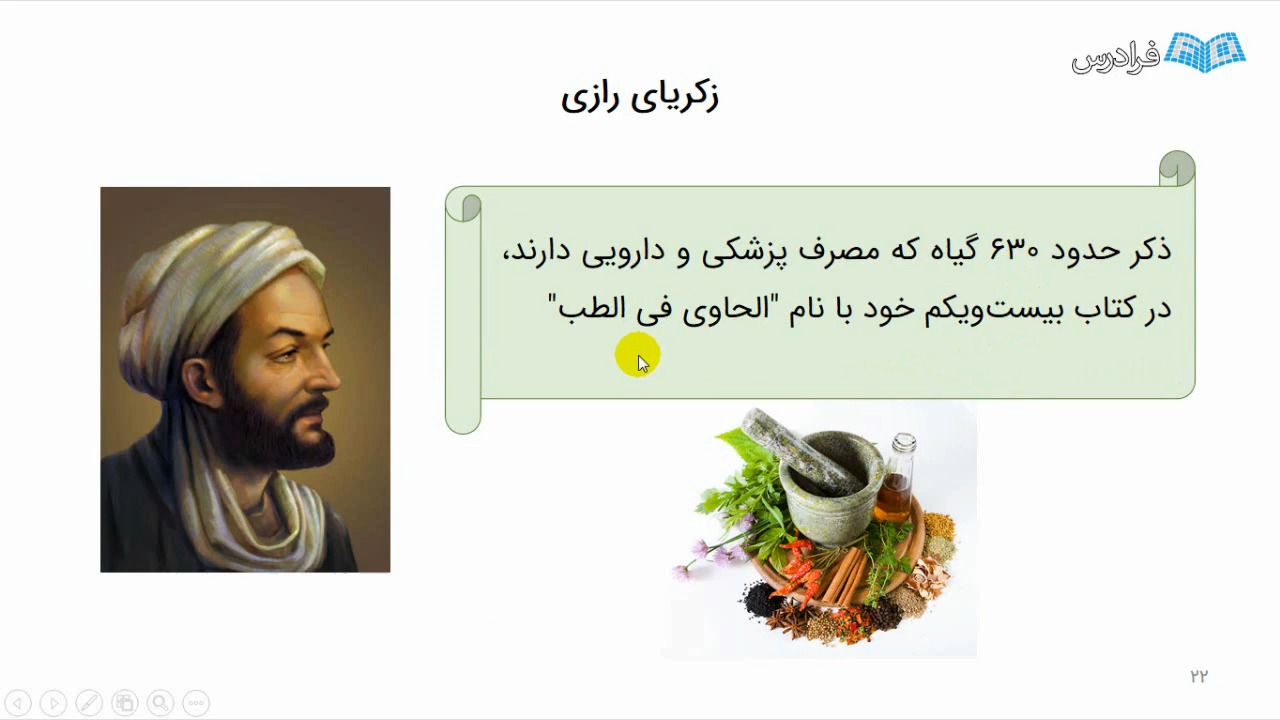 فرادرس
زکریای رازی
ذکر حدود ۶۳۰ گیاه که مصرف پزشکی و دارویی دارند،
در کتاب بیست‌ویکم خود با نام "الحاوی فی الطب"
۲۲